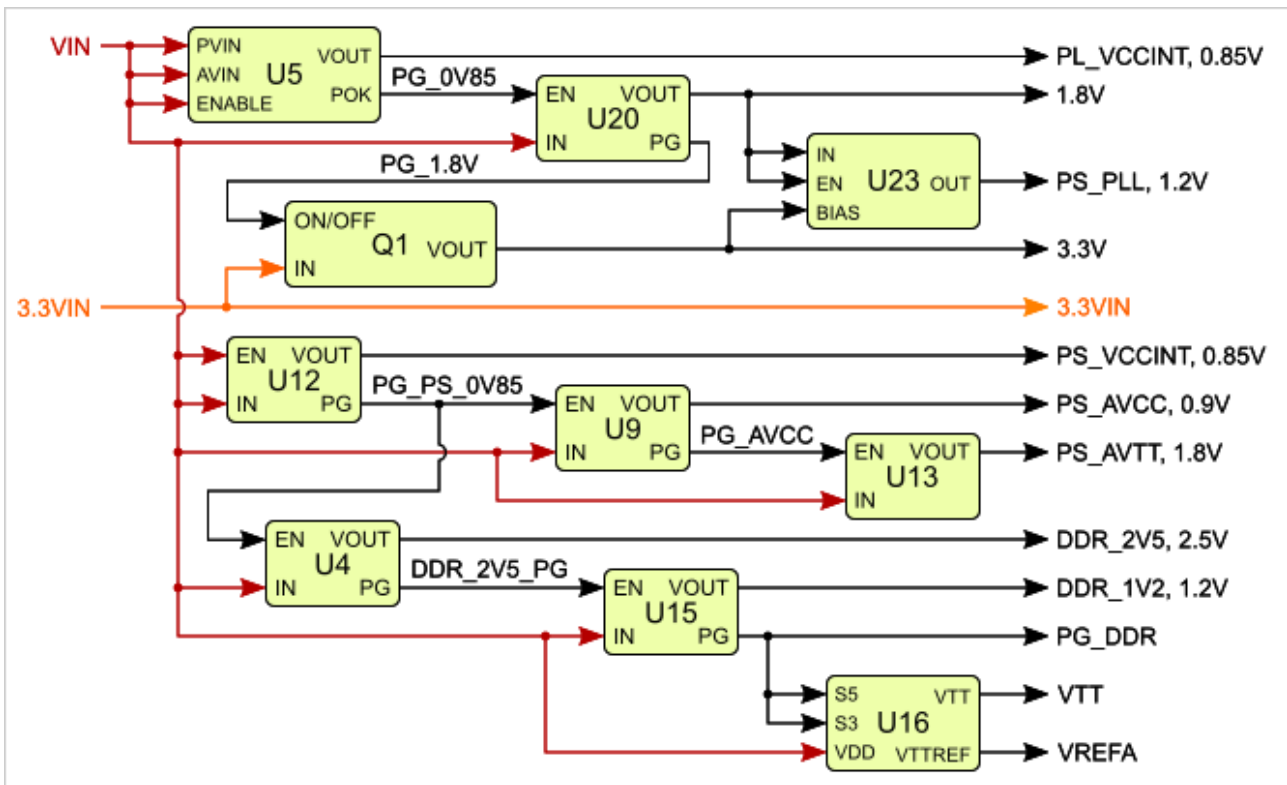 VIN
PVIN
AVIN
ENABLE
U5
VOUT
POK
PG_0V85
PL_VCCINT, 0.85V
EN
IN
U20
VOUT
PG
1.8V
PG_1.8V
IN
EN
BIAS
U23
OUT
PS_PLL, 1.2V
ON/OFF
IN
Q1
VOUT
3.3V
3.3VIN
3.3VIN
EN
IN
U12
VOUT
PG
PS_VCCINT, 0.85V
PG_PS_0V85
EN
IN
U9
VOUT
PG
PS_AVCC, 0.9V
PG_AVCC
EN
IN
U13
VOUT
PS_AVTT, 1.8V
EN
IN
U4
VOUT
PG
DDR_2V5, 2.5V
DDR_2V5_PG
EN
IN
U15
VOUT
PG
DDR_1V2, 1.2V
PG_DDR
S5
S3
VDD
U16
VTT
VTTREF
VTT
VREFA